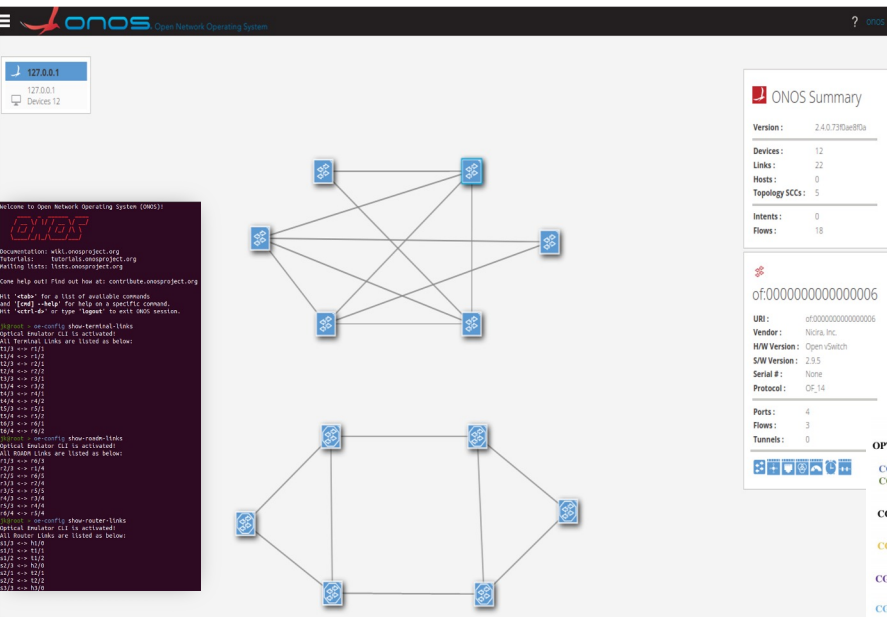 onos. Open Network Operating System
? onos
127.0.0.1
127.0.0.1
Devices 12
ONOS Summary
Version : 2.4.0.73f0ae8f0a
Devices : 12
Links : 22
Hosts : 0
Topology SCCs : 5
Intents : 0
Flows : 18
of:0000000000000006
URI : of:0000000000000006
Vendor : Nicira, Inc.
H/W Version : Open vSwitch
S/W Version : 2.9.5
Serial # : None
Protocol : OF_14
Ports : 4
Flows : 3
Tunnels : 0
Welcome to Open Network Operating System (ONOS)!
Documentation: wiki.onosproject.org
Tutorials: tutorials.onosproject.org
Mailing lists: lists.onosproject.org
Come help out! Find out how at: contribute.onosproject.org
Hit '<tab>' for a list of available commands
and '[cmd] --help' for help on a specific command.
Hit '<ctrl-d>' or type 'logout' to exit ONOS session.
jk@root > oe-config show-terminal-links
Optical Emulator CLI is activated!
All Terminal Links are listed as below:
t1/3 <-> r1/1
t1/4 <-> r1/2
t2/3 <-> r2/1
t2/4 <-> r2/2
t3/3 <-> r3/1
t3/4 <-> r3/2
t4/3 <-> r4/1
t4/4 <-> r4/2
t5/3 <-> r5/1
t5/4 <-> r5/2
t6/3 <-> r6/1
t6/4 <-> r6/2
jk@root > oe-config show-roadm-links
Optical Emulator CLI is activated!
All ROADM Links are listed as below:
r1/3 <-> r6/3
r2/3 <-> r1/4
r2/5 <-> r6/5
r3/3 <-> r2/4
r3/5 <-> r5/5
r4/3 <-> r3/4
r5/3 <-> r4/4
r6/4 <-> r5/4
jk@root > oe-config show-router-links
Optical Emulator CLI is activated!
All Router Links are listed as below:
s1/3 <-> h1/0
s1/1 <-> t1/1
s1/2 <-> t1/2
s2/3 <-> h2/0
s2/1 <-> t2/1
s2/2 <-> t2/2
s3/3 <-> h3/0